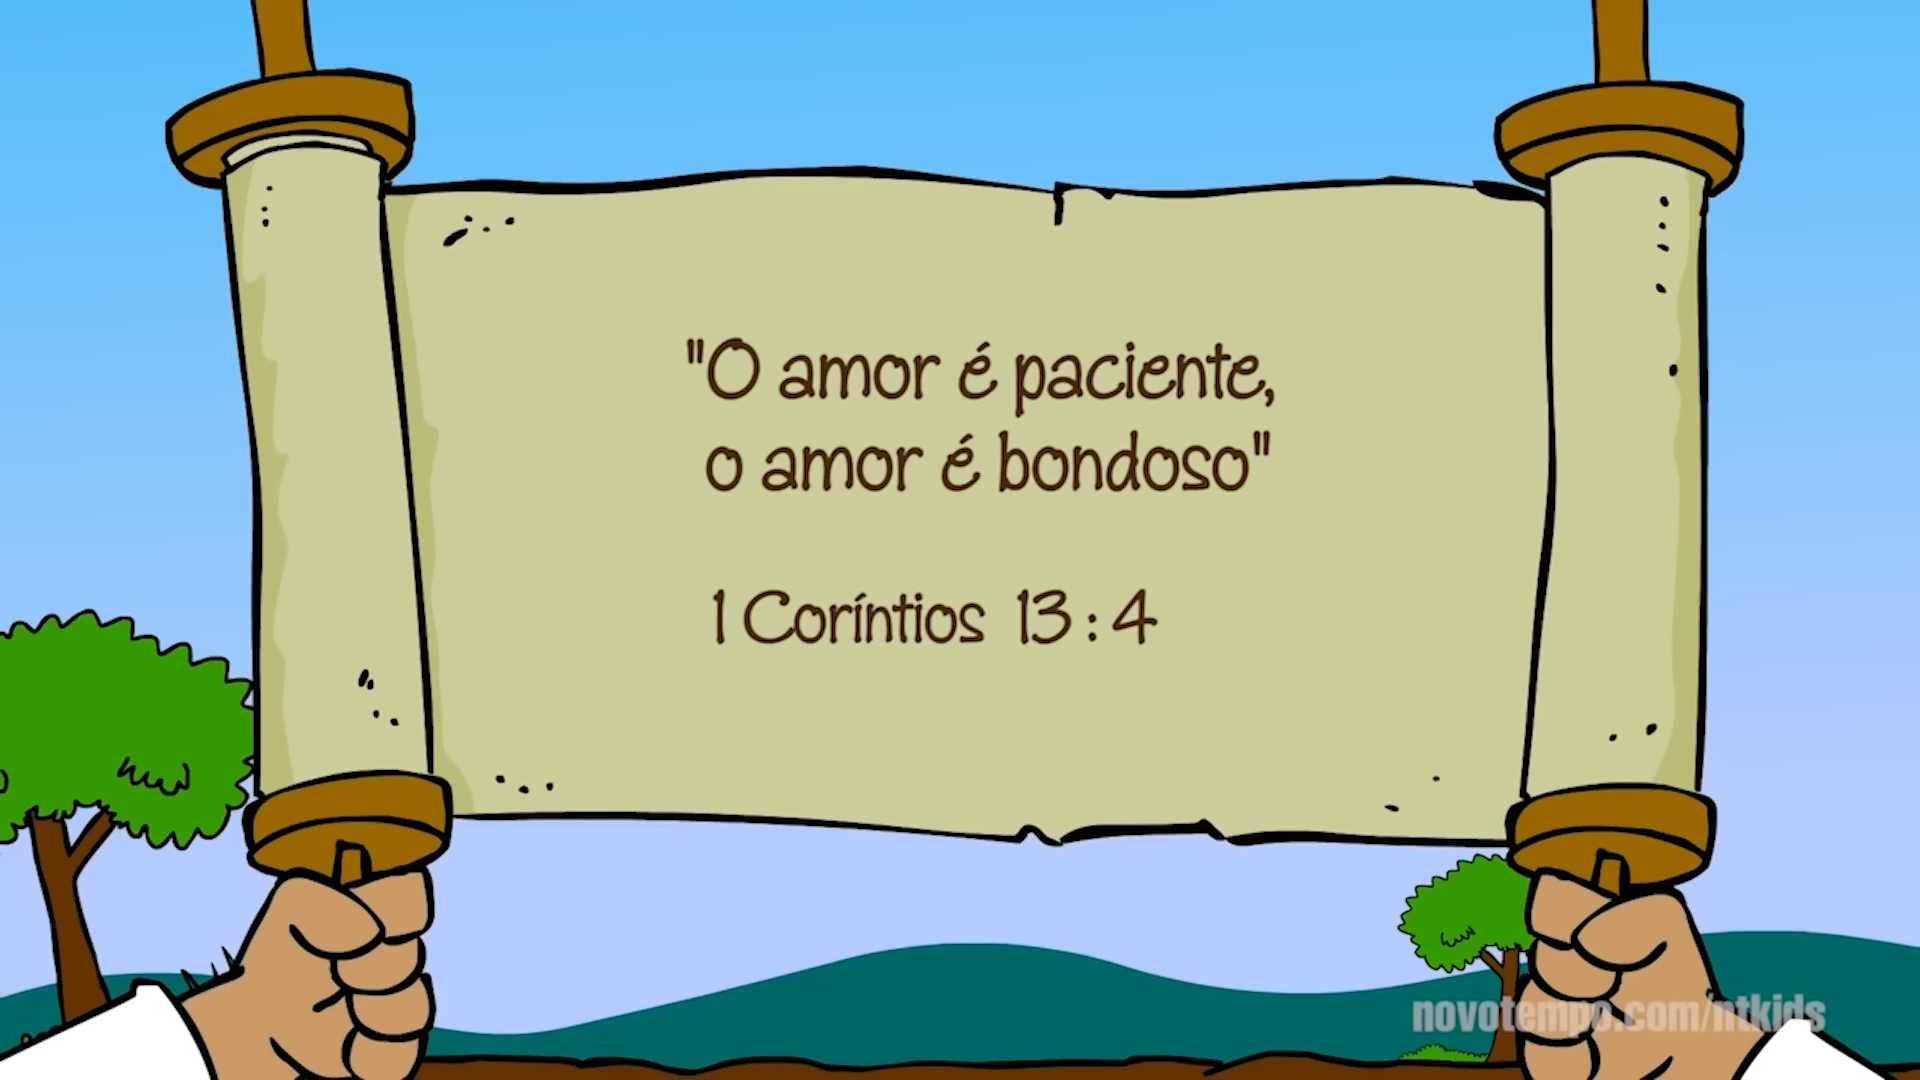 "O amor é paciente,
o amor é bondoso"
1 Coríntios 13:4
novotempo.com/ntkids